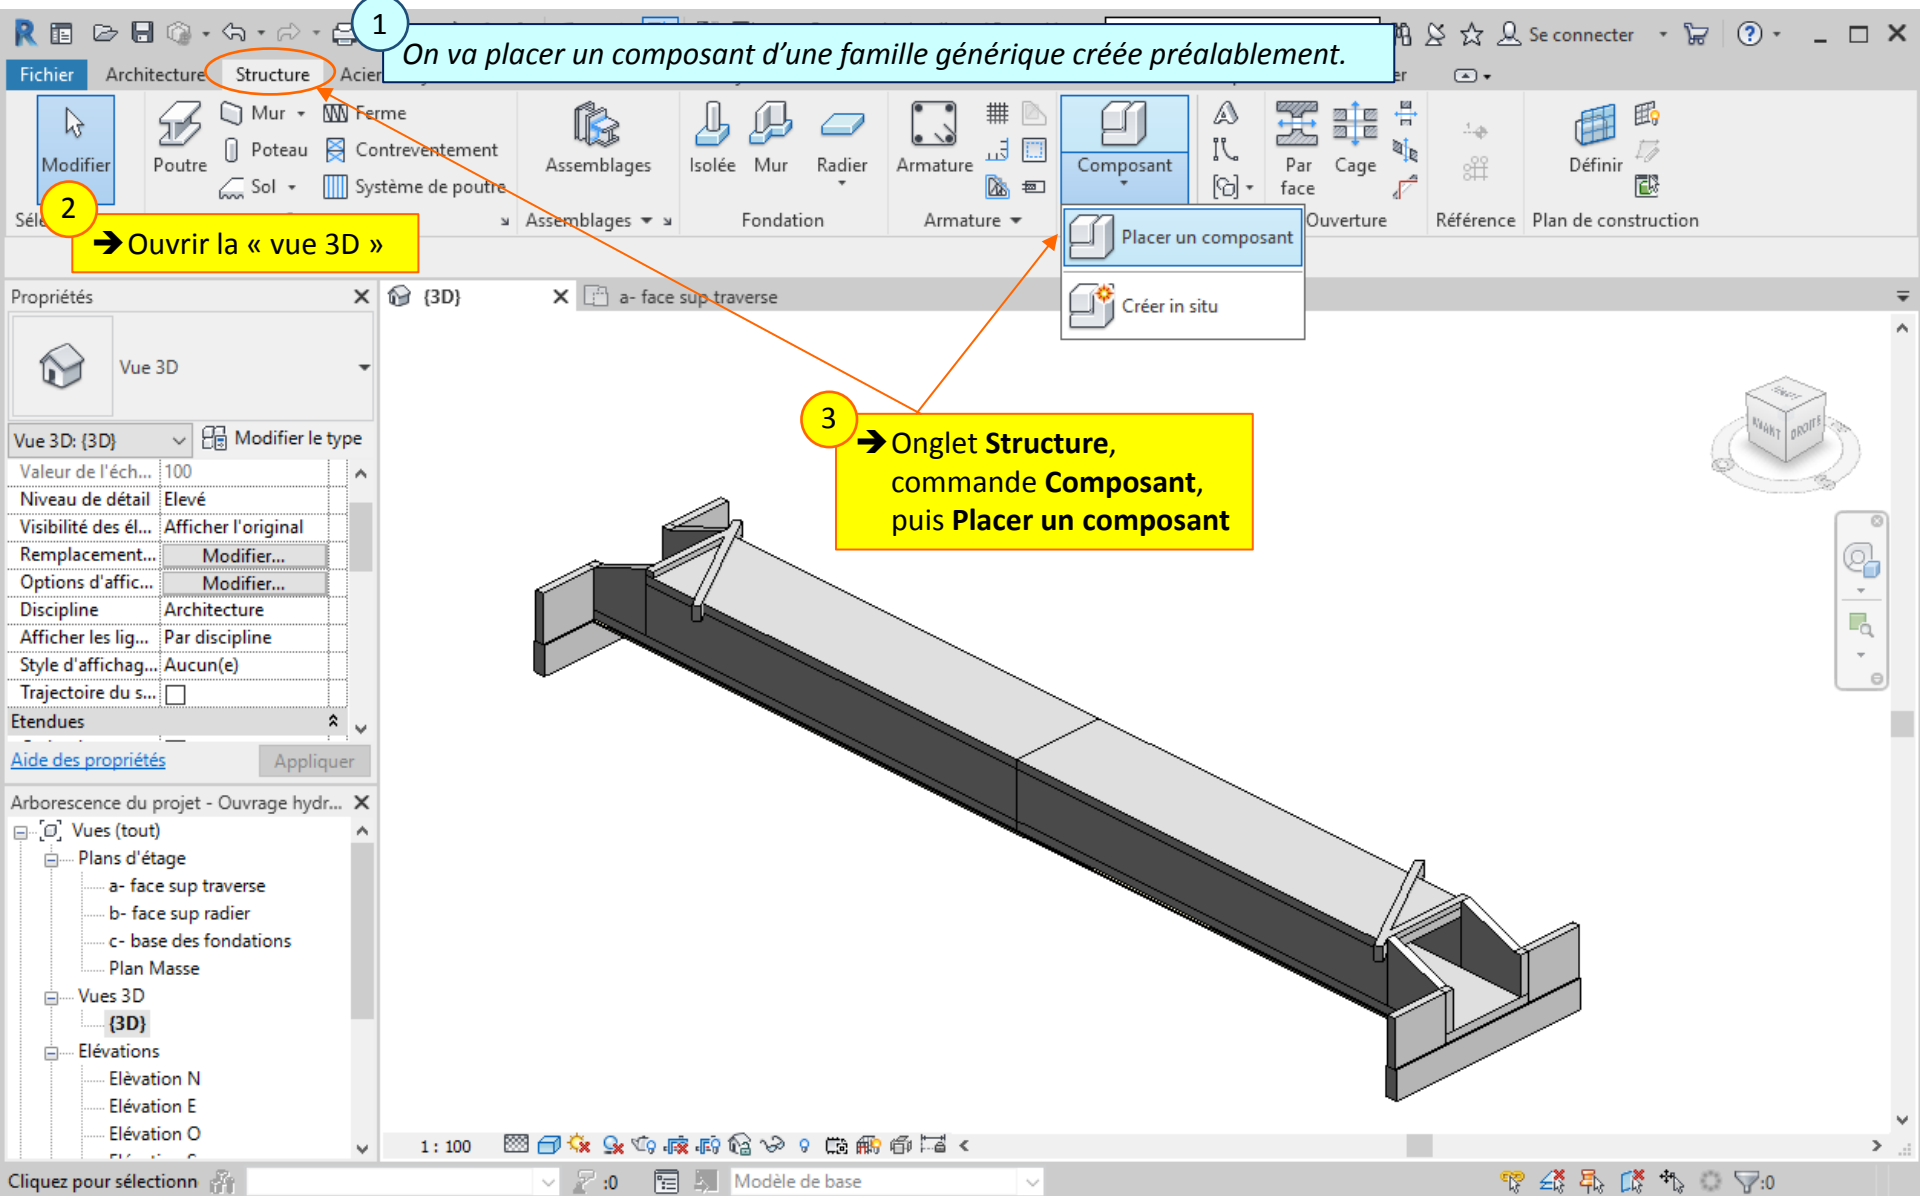 1
On va placer un composant d’une famille générique créée préalablement.
Se connecter
Fichier Architecture Structure Acier
Modifier
Poutre
Mur
Poteau
Sol
Ferme
Contreventement
Système de poutre
Assemblages
Isolée Mur Radier
Armature
Composant
Par face
Cage
Définir
Assemblages Fondation Armature Ouverture Référence Plan de construction
2
➔ Ouvrir la « vue 3D »
Placer un composant
Créer in situ
Propriétés
{3D}
a- face sup traverse
Vue 3D
Vue 3D: {3D}
Modifier le type
Valeur de l'éch... 100
Niveau de détail Elevé
Visibilité des él... Afficher l'original
Remplacement... Modifier...
Options d'affic... Modifier...
Discipline Architecture
Afficher les lig... Par discipline
Style d'affichag... Aucun(e)
Trajectoire du s...
Etendues
Aide des propriétés
Appliquer
3
➔ Onglet Structure,
commande Composant,
puis Placer un composant
HAUT
AVANT
DROITE
Arborescence du projet - Ouvrage hydr...
Vues (tout)
Plans d'étage
a- face sup traverse
b- face sup radier
c- base des fondations
Plan Masse
Vues 3D
{3D}
Elévations
Elèvation N
Elévation E
Elévation O
1 : 100
Cliquez pour sélectionn
:0
Modèle de base
:0